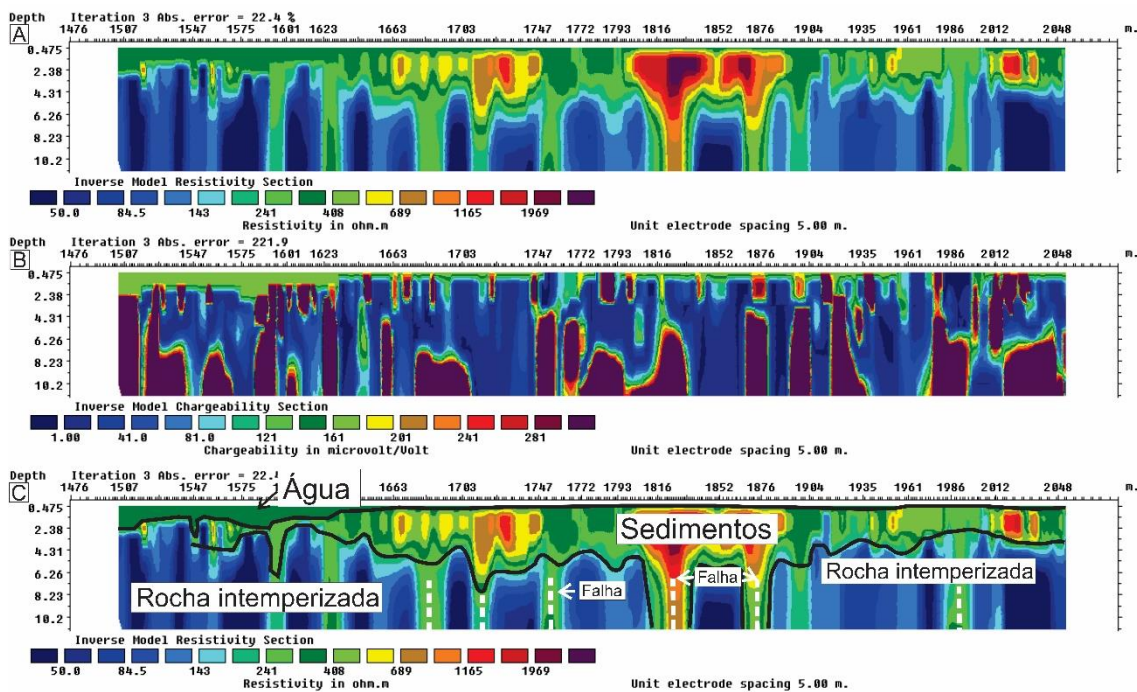 Depth Iteration 3 Abs. error = 22.4 %
A 1476 1507 1547 1575 1601 1623 1663 1703 1747 1772 1793 1816 1852 1876 1904 1935 1961 1986 2012 2048 m.
0.475
2.38
4.31
6.26
8.23
10.2
Inverse Model Resistivity Section
50.0 84.5 143 241 408 689 1165 1969
Resistivity in ohm.m Unit electrode spacing 5.00 m.
Depth Iteration 3 Abs. error = 221.9
B 1476 1507 1547 1575 1601 1623 1663 1703 1747 1772 1793 1816 1852 1876 1904 1935 1961 1986 2012 2048 m.
0.475
2.38
4.31
6.26
8.23
10.2
Inverse Model Chargeability Section
1.00 41.0 81.0 121 161 201 241 281
Chargeability in microvolt/Volt Unit electrode spacing 5.00 m.
Depth Iteration 3 Abs. error = 22.
C 1476 1507 1547 1575 1601 1623 1663 1703 1747 1772 1793 1816 1852 1876 1904 1935 1961 1986 2012 2048 m.
Água
0.475
2.38
Sedimentos
4.31
6.26
Rocha intemperizada Falha Falha Rocha intemperizada
8.23
10.2
Inverse Model Resistivity Section
50.0 84.5 143 241 408 689 1165 1969
Resistivity in ohm.m Unit electrode spacing 5.00 m.